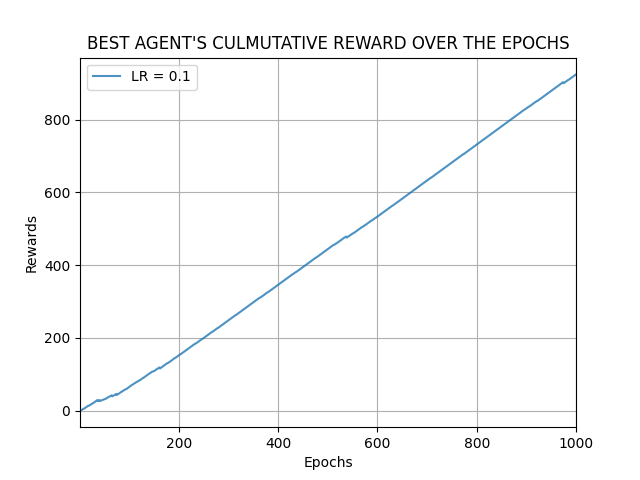 BEST AGENT'S CULMUTATIVE REWARD OVER THE EPOCHS
LR = 0.1
800
600
400
200
0
Rewards
200 400 600 800 1000
Epochs